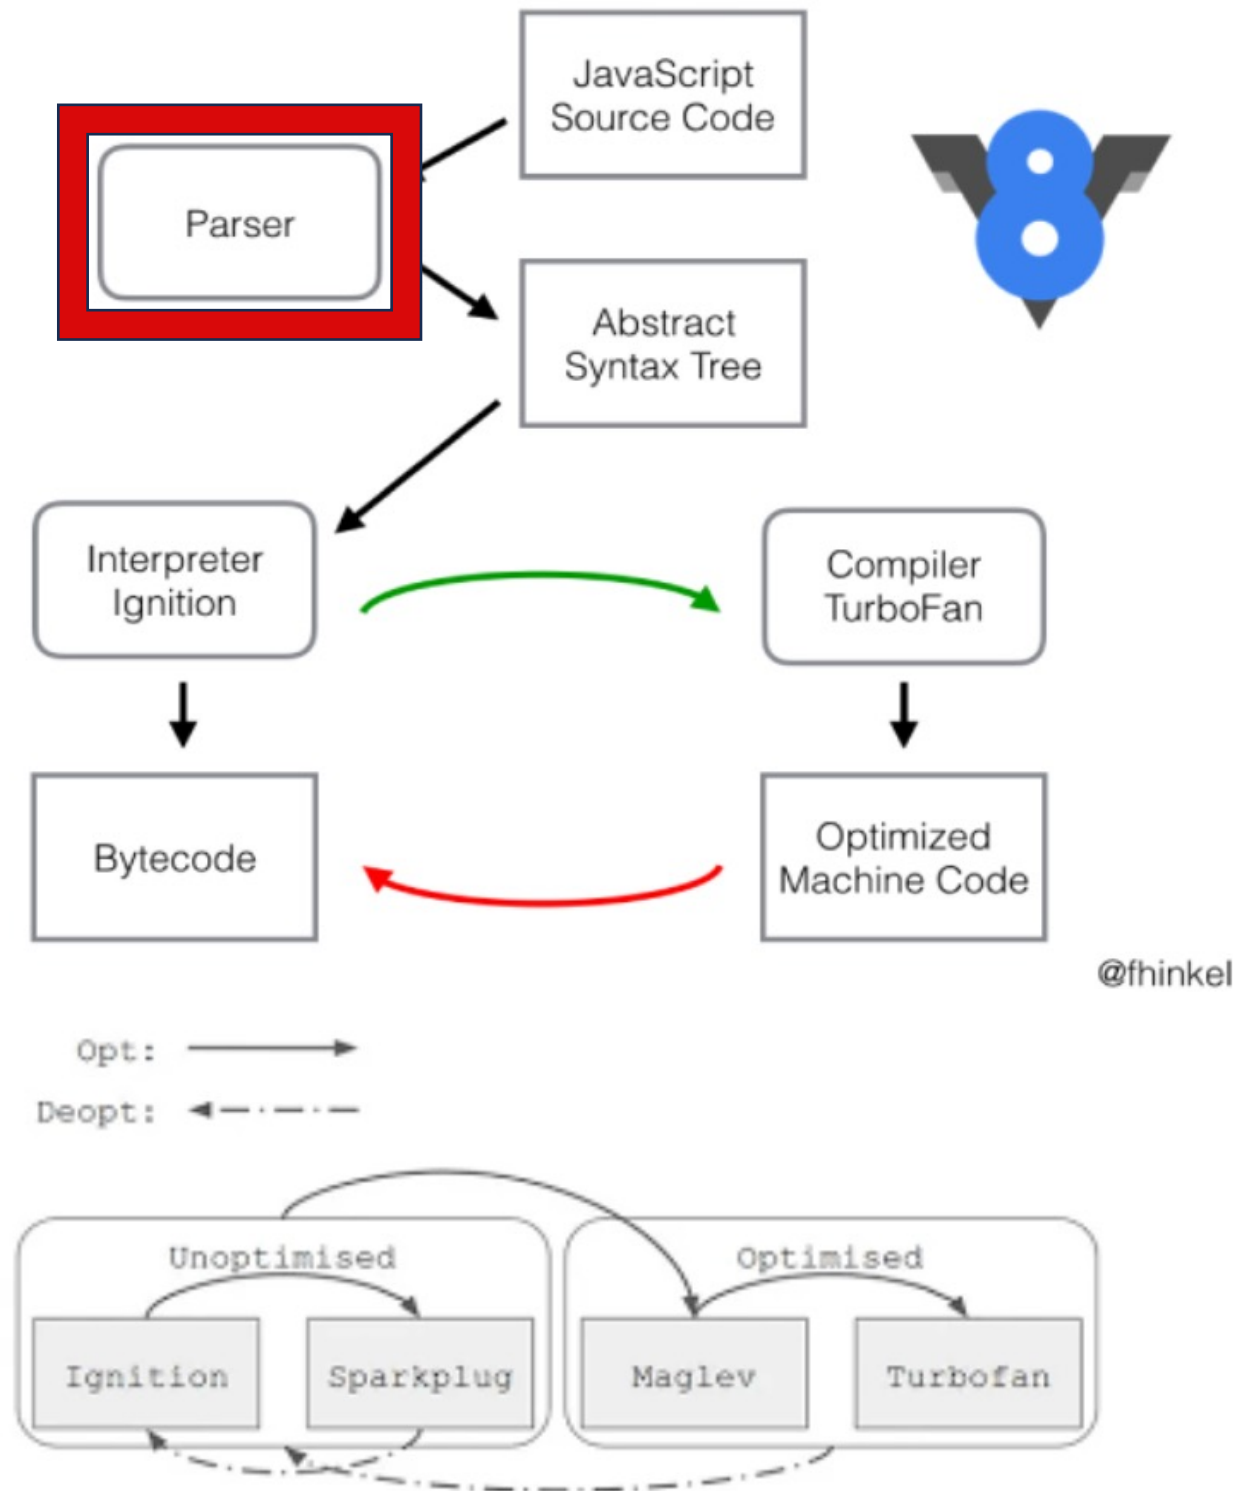 JavaScript
Source Code
Parser
8
Abstract
Syntax Tree
Interpreter
Ignition
Compiler
TurboFan
Bytecode
Optimized
Machine Code
@fhinkel
Opt:
Deopt:
Unoptimised
Optimised
Ignition
Sparkplug
Maglev
Turbofan